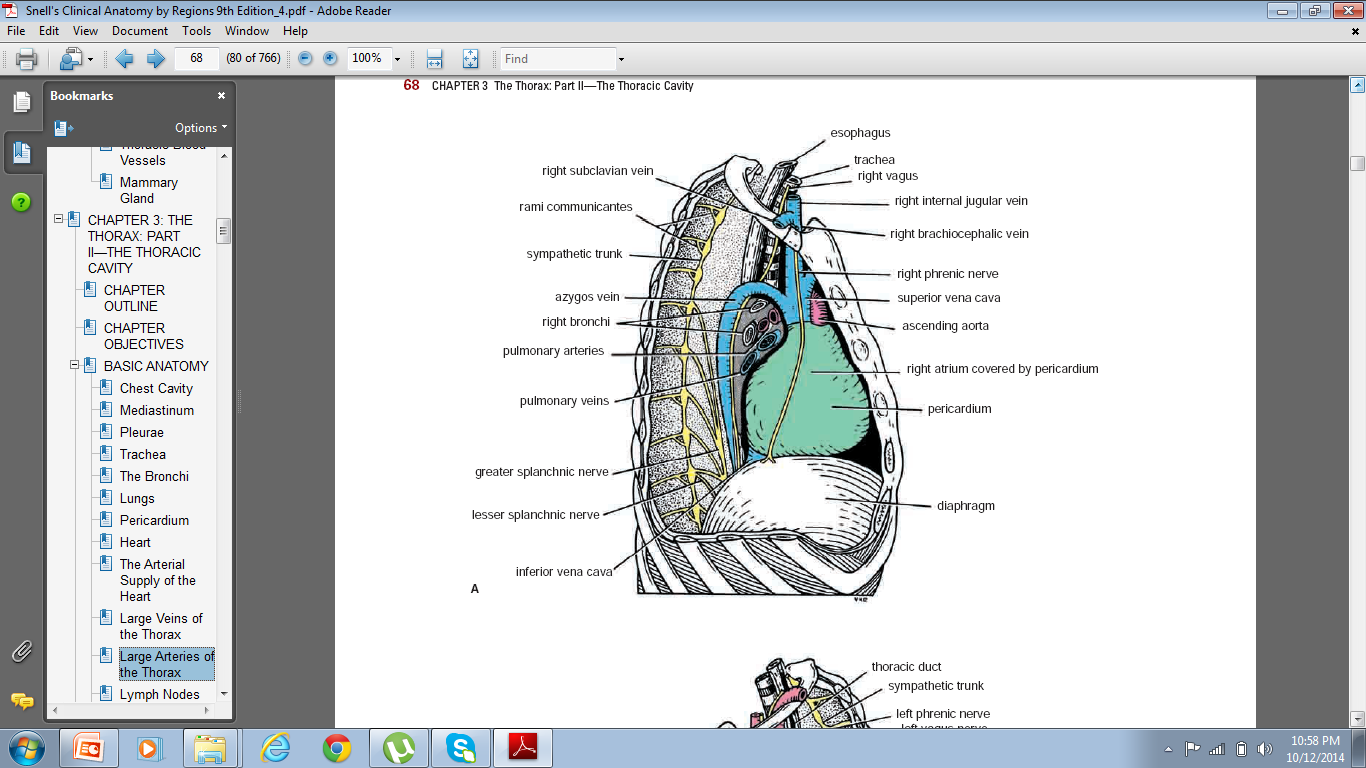 Snell's Clinical Anatomy by Regions 9th Edition_4.pdf - Adobe Reader
File Edit View Document Tools Window Help
68 (80 of 766) 100% Find
Bookmarks
Options
Thoracic Blood
Vessels
Mammary
Gland
CHAPTER 3: THE
THORAX: PART
II—THE THORACIC
CAVITY
CHAPTER
OUTLINE
CHAPTER
OBJECTIVES
BASIC ANATOMY
Chest Cavity
Mediastinum
Pleurae
Trachea
The Bronchi
Lungs
Pericardium
Heart
The Arterial
Supply of the
Heart
Large Veins of
the Thorax
Large Arteries of
the Thorax
Lymph Nodes
68 CHAPTER 3 The Thorax: Part II—The Thoracic Cavity
esophagus
trachea
right vagus
right internal jugular vein
right brachiocephalic vein
right phrenic nerve
superior vena cava
ascending aorta
right atrium covered by pericardium
pericardium
diaphragm
right subclavian vein
rami communicantes
sympathetic trunk
azygos vein
right bronchi
pulmonary arteries
pulmonary veins
greater splanchnic nerve
lesser splanchnic nerve
inferior vena cava
A
thoracic duct
sympathetic trunk
left phrenic nerve
left vagus nerve
10:58 PM
10/12/2014